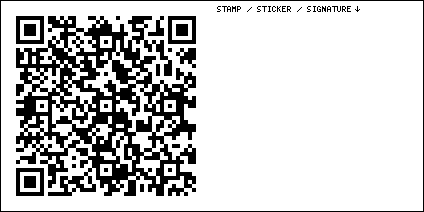 STAMP / STICKER / SIGNATURE ↓